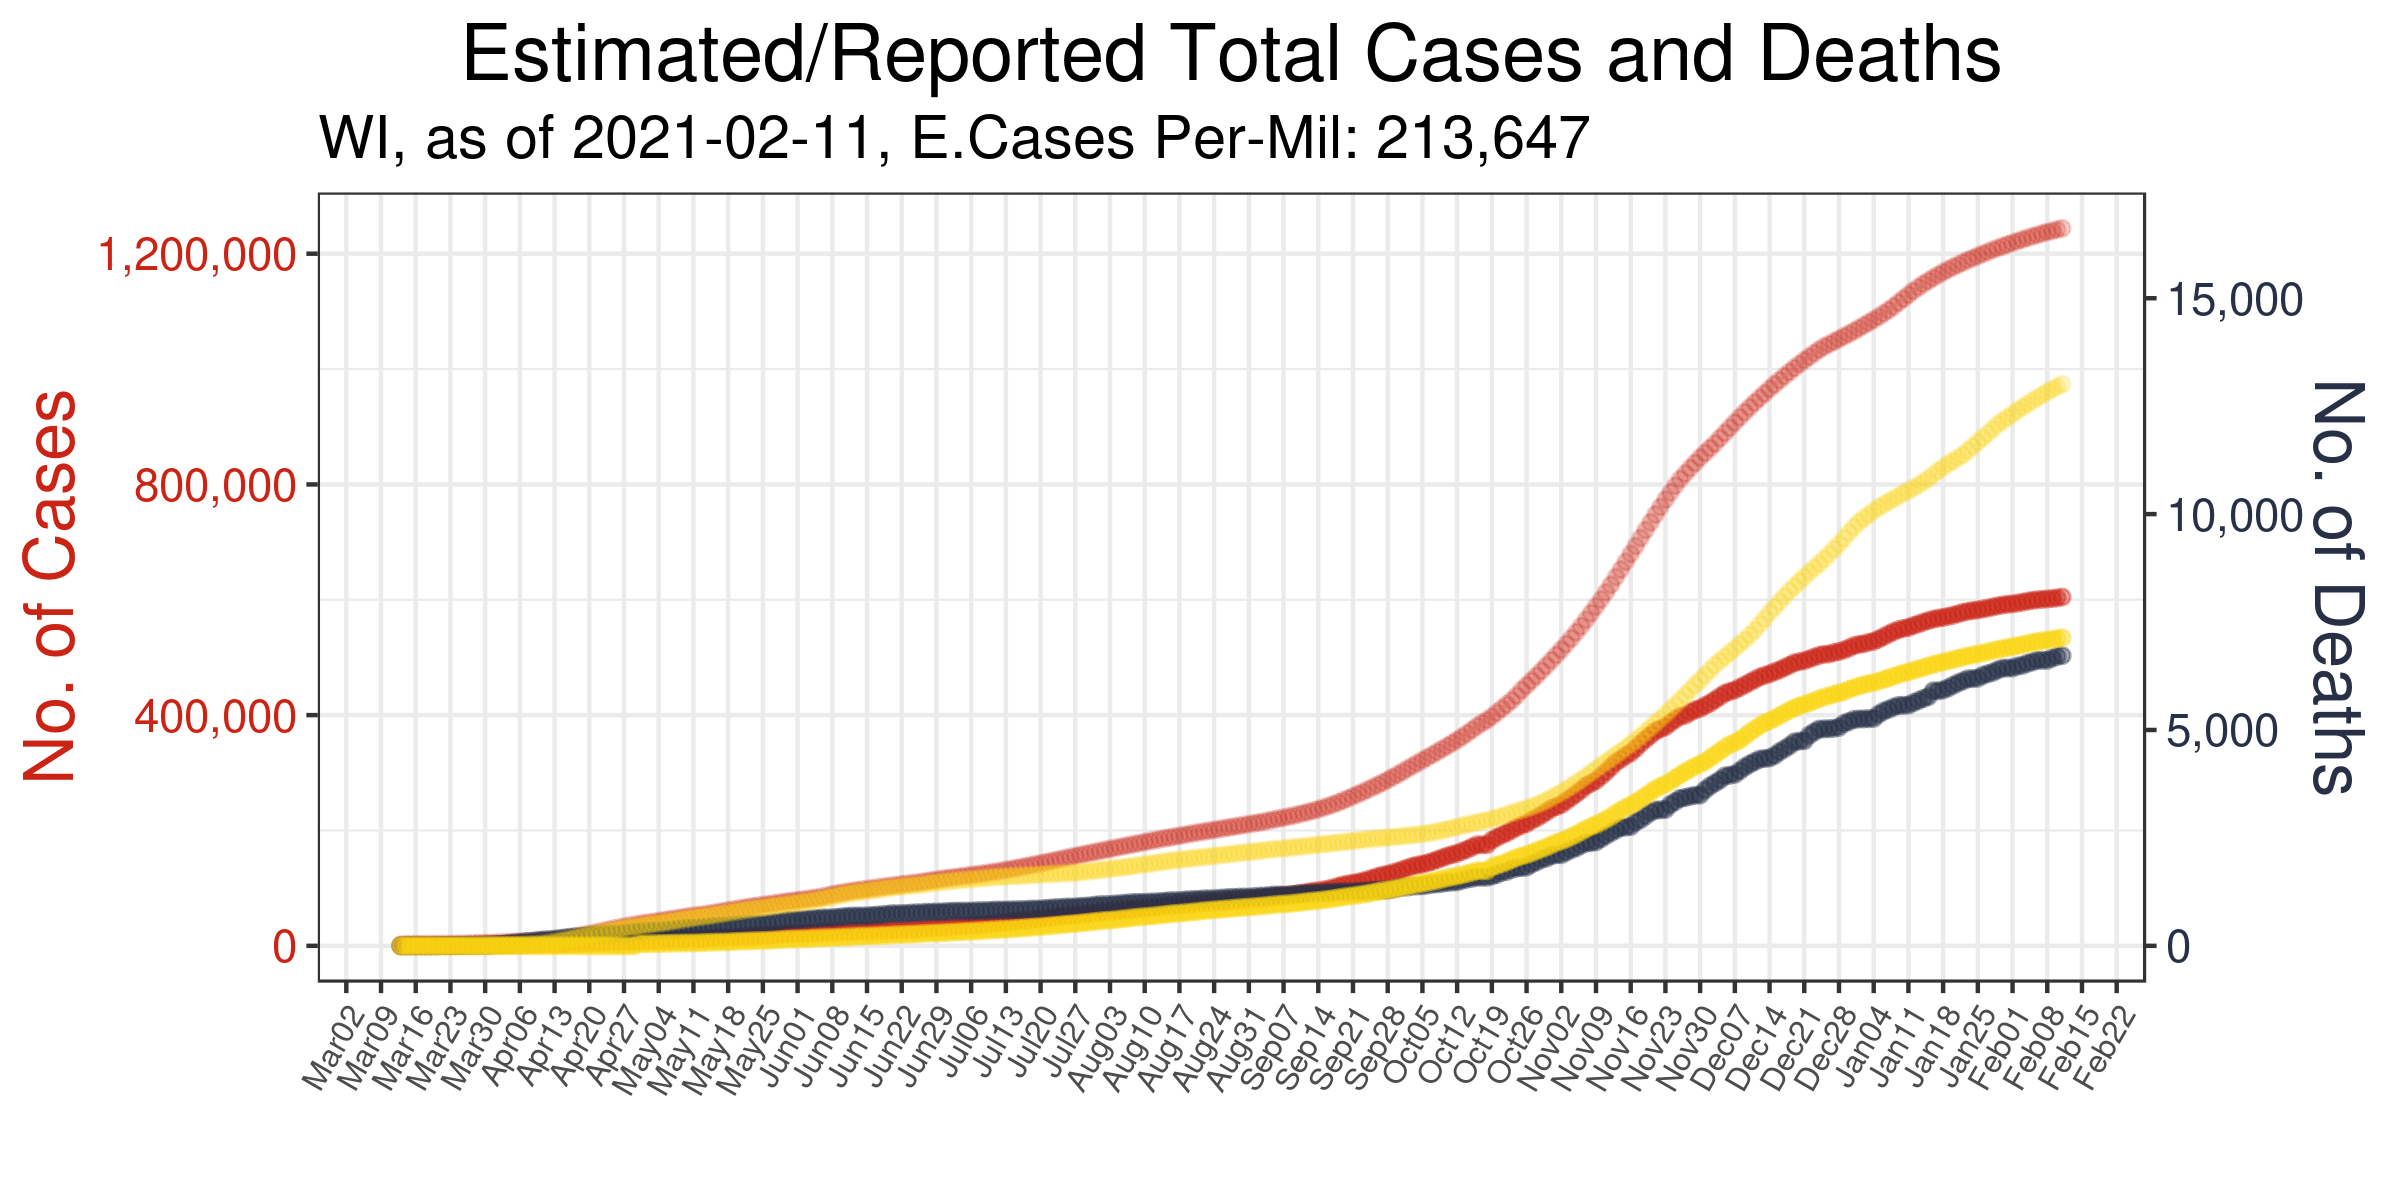 Estimated/Reported Total Cases and Deaths
WI, as of 2021-02-11, E.Cases Per-Mil: 213,647
No. of Cases
1,200,000
800,000
400,000
0
15,000
10,000
5,000
0
No. of Deaths
Mar02
Mar09
Mar16
Mar23
Mar30
Apr06
Apr13
Apr20
Apr27
May04
May11
May18
May25
Jun01
Jun08
Jun15
Jun22
Jun29
Jul06
Jul13
Jul20
Jul27
Aug03
Aug10
Aug17
Aug24
Aug31
Sep07
Sep14
Sep21
Sep28
Oct05
Oct12
Oct19
Oct26
Nov02
Nov09
Nov16
Nov23
Nov30
Dec07
Dec14
Dec21
Dec28
Jan04
Jan11
Jan18
Jan25
Feb01
Feb08
Feb15
Feb22